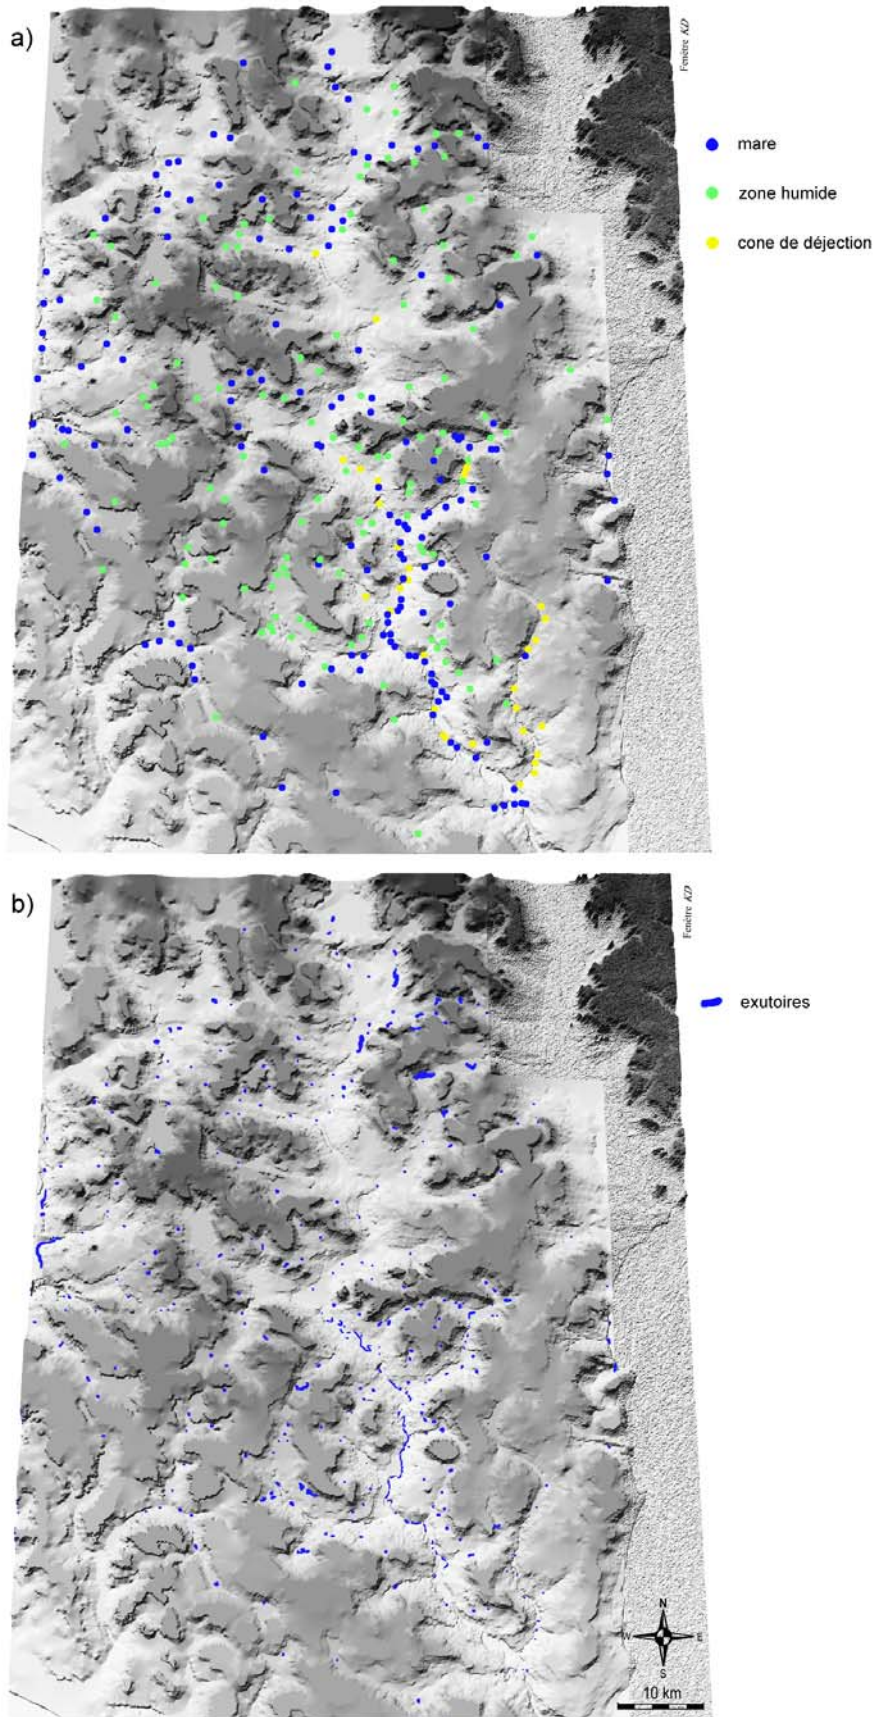 a)
Fenêtre KD
mare
zone humide
cone de déjection
b)
Fenêtre KD
exutoires
N
W E
S
10 km